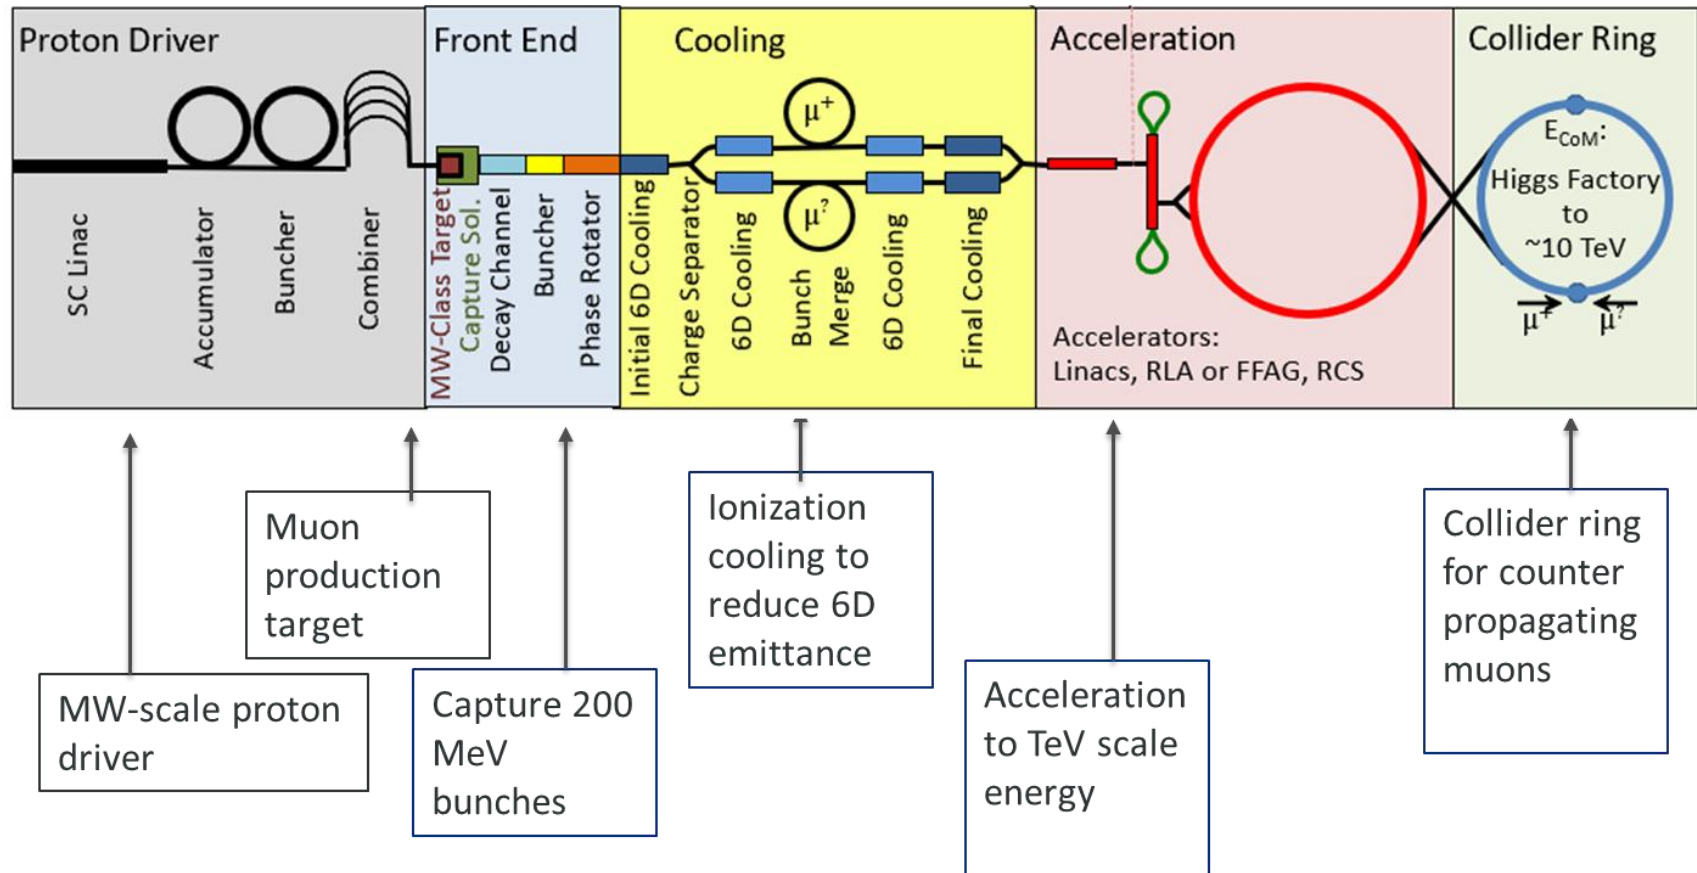 Proton Driver
Front End
Cooling
Acceleration
Collider Ring
SC Linac
Accumulator
Buncher
Combiner
MW-Class Target
Capture Sol.
Decay Channel
Buncher
Phase Rotator
Initial 6D Cooling
Charge Separator
μ+
μ?
6D Cooling
Bunch
Merge
6D Cooling
Final Cooling
Accelerators:
Linacs, RLA or FFAG, RCS
ECoM:
Higgs Factory
to
~10 TeV
μ+
μ?
MW-scale proton
driver
Muon
production
target
Capture 200
MeV
bunches
Ionization
cooling to
reduce 6D
emittance
Acceleration
to TeV scale
energy
Collider ring
for counter
propagating
muons